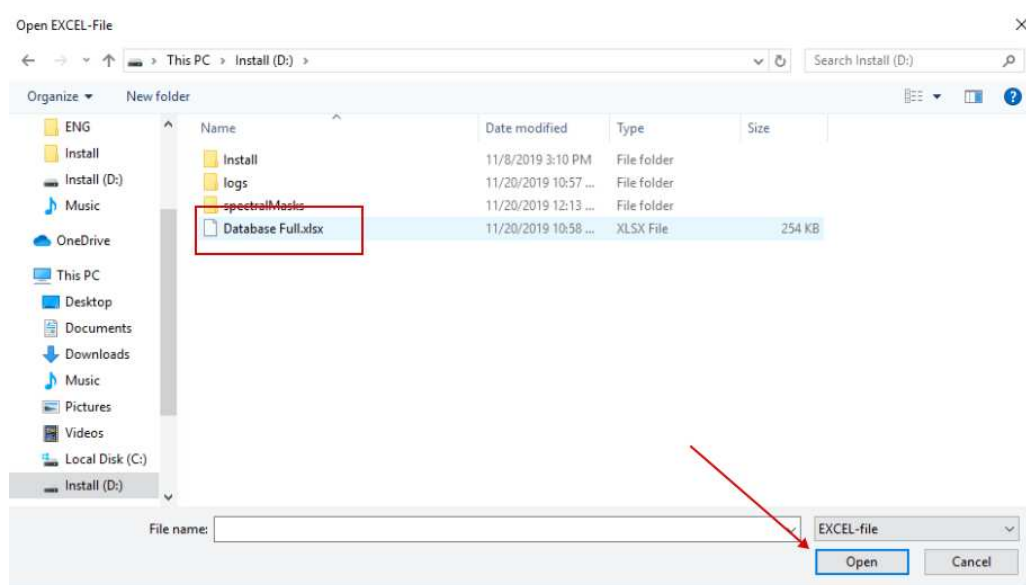 Open EXCEL-File
This PC > Install (D:) >
Search Install (D:)
Organize
New folder
Name Date modified Type Size
ENG
Install
Install (D:)
Music
OneDrive
This PC
Desktop
Documents
Downloads
Music
Pictures
Videos
Local Disk (C:)
Install (D:)
Install 11/8/2019 3:10 PM File folder
logs 11/20/2019 10:57 ... File folder
spectralMasks 11/20/2019 12:13 ... File folder
Database Full.xlsx 11/20/2019 10:58 ... XLSX File 254 KB
File name:
EXCEL-file
Open Cancel